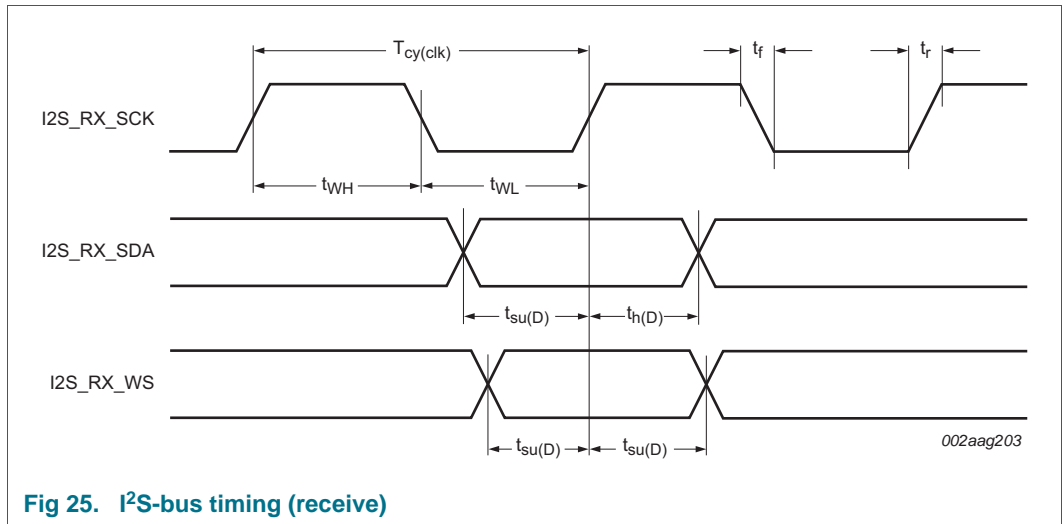 T_cy(clk)
t_f
t_r
I2S_RX_SCK
t_WH
t_WL
I2S_RX_SDA
t_su(D)
t_h(D)
I2S_RX_WS
t_su(D)
t_su(D)
002aag203
Fig 25. I²S-bus timing (receive)